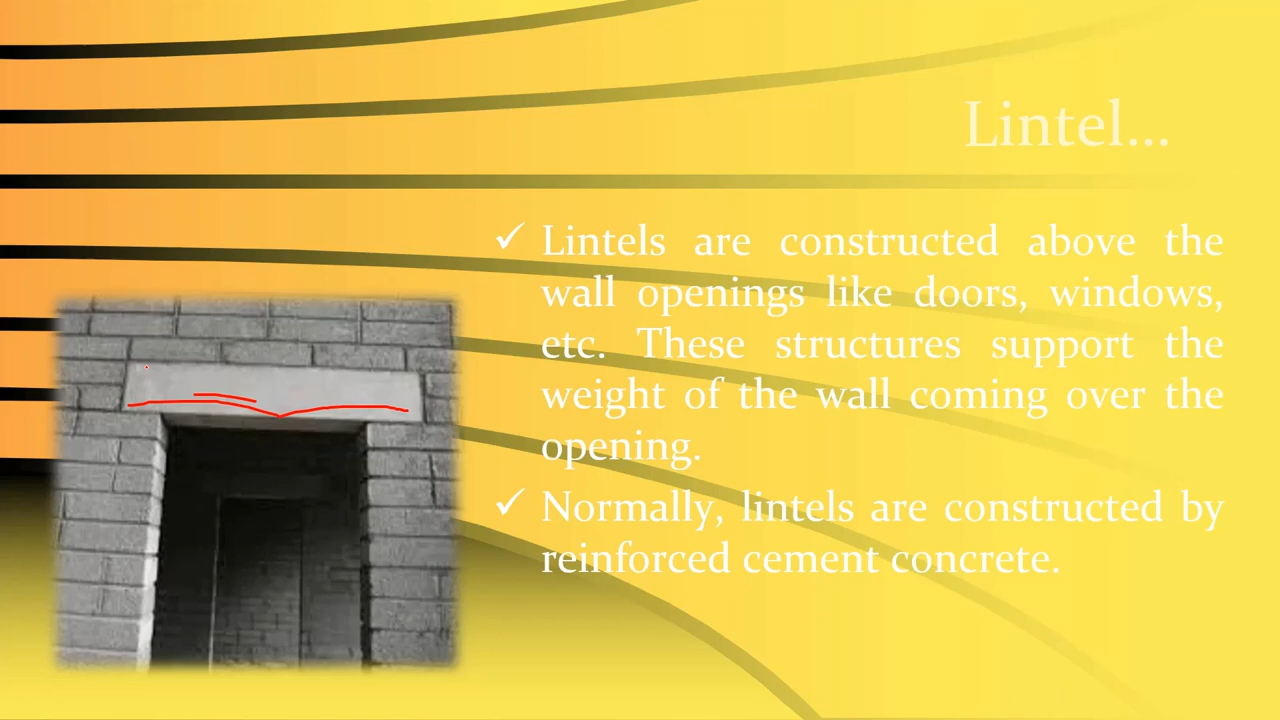 Lintel...
✓ Lintels are constructed above the
wall openings like doors, windows,
etc. These structures support the
weight of the wall coming over the
opening.
✓ Normally, lintels are constructed by
reinforced cement concrete.